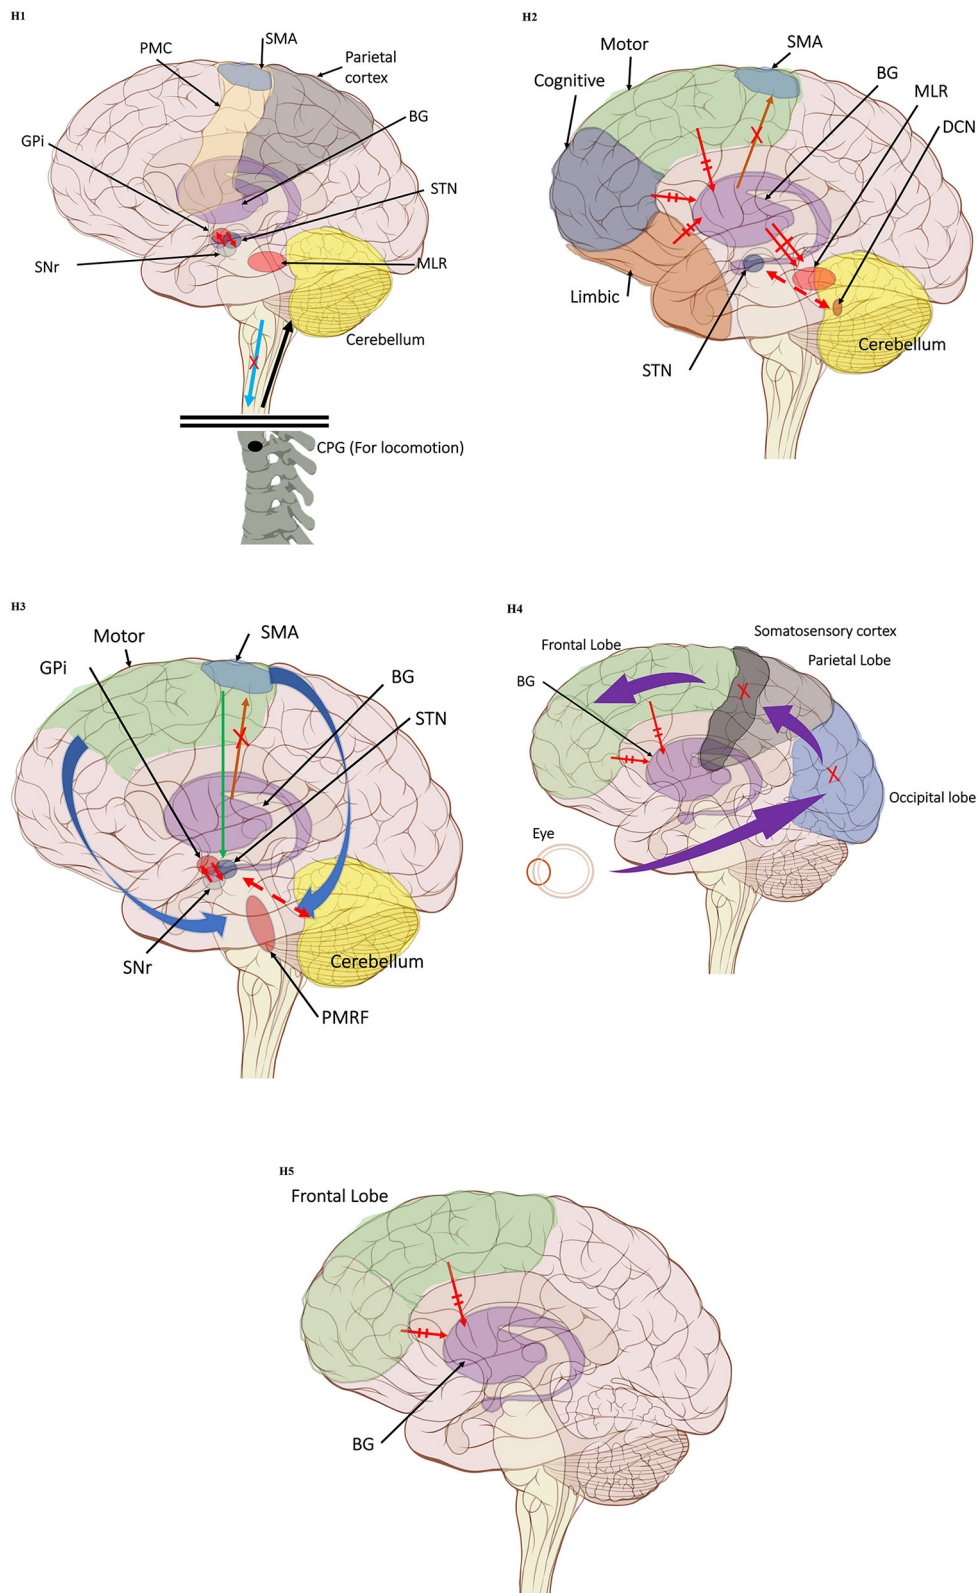 H1
SMA
PMC
Parietal
cortex
BG
GPi
STN
SNr
MLR
Cerebellum
CPG (For locomotion)
H2
SMA
Motor
BG
Cognitive
MLR
DCN
Limbic
Cerebellum
STN
H3
Motor
SMA
GPi
BG
STN
SNr
Cerebellum
PMRF
H4
Somatosensory cortex
Frontal Lobe
Parietal Lobe
BG
Occipital lobe
Eye
H5
Frontal Lobe
BG